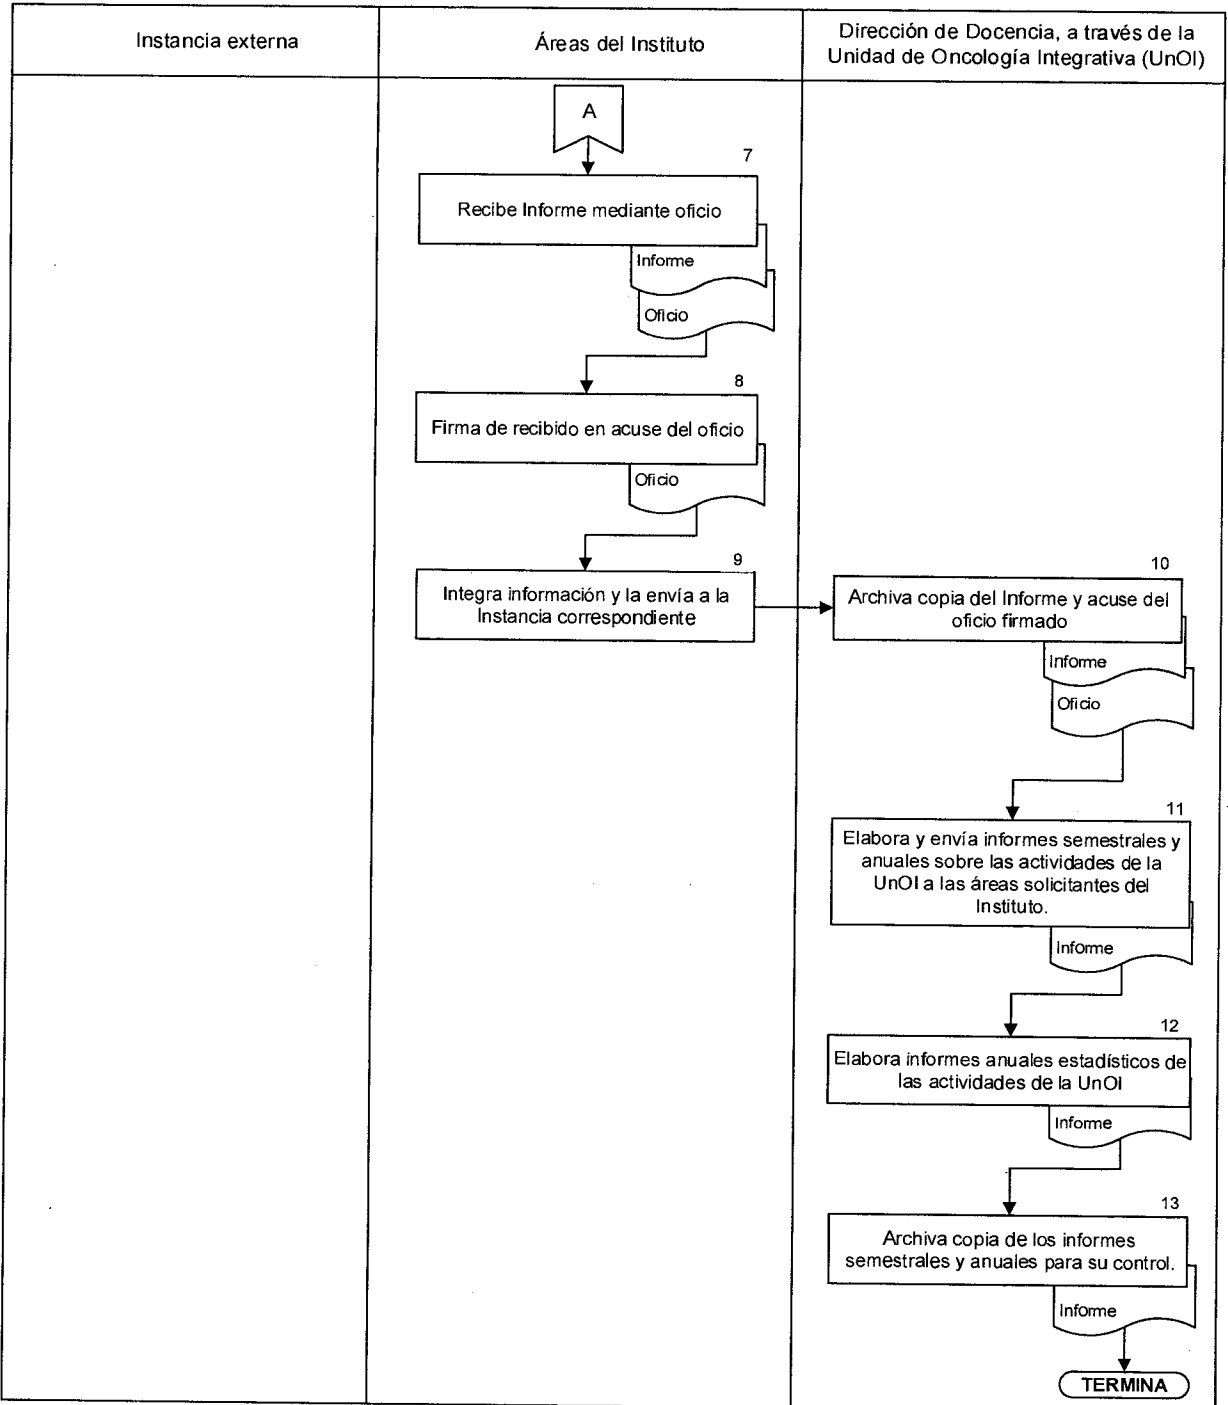 Instancia externa
Áreas del Instituto
Dirección de Docencia, a través de la
Unidad de Oncología Integrativa (UnOI)
A
7
Recibe Informe mediante oficio
Informe
Oficio
8
Firma de recibido en acuse del oficio
Oficio
9
Integra información y la envía a la
Instancia correspondiente
10
Archiva copia del Informe y acuse del
oficio firmado
Informe
Oficio
11
Elabora y envía informes semestrales y
anuales sobre las actividades de la
UnOI a las áreas solicitantes del
Instituto.
Informe
12
Elabora informes anuales estadísticos de
las actividades de la UnOI
Informe
13
Archiva copia de los informes
semestrales y anuales para su control.
Informe
TERMINA